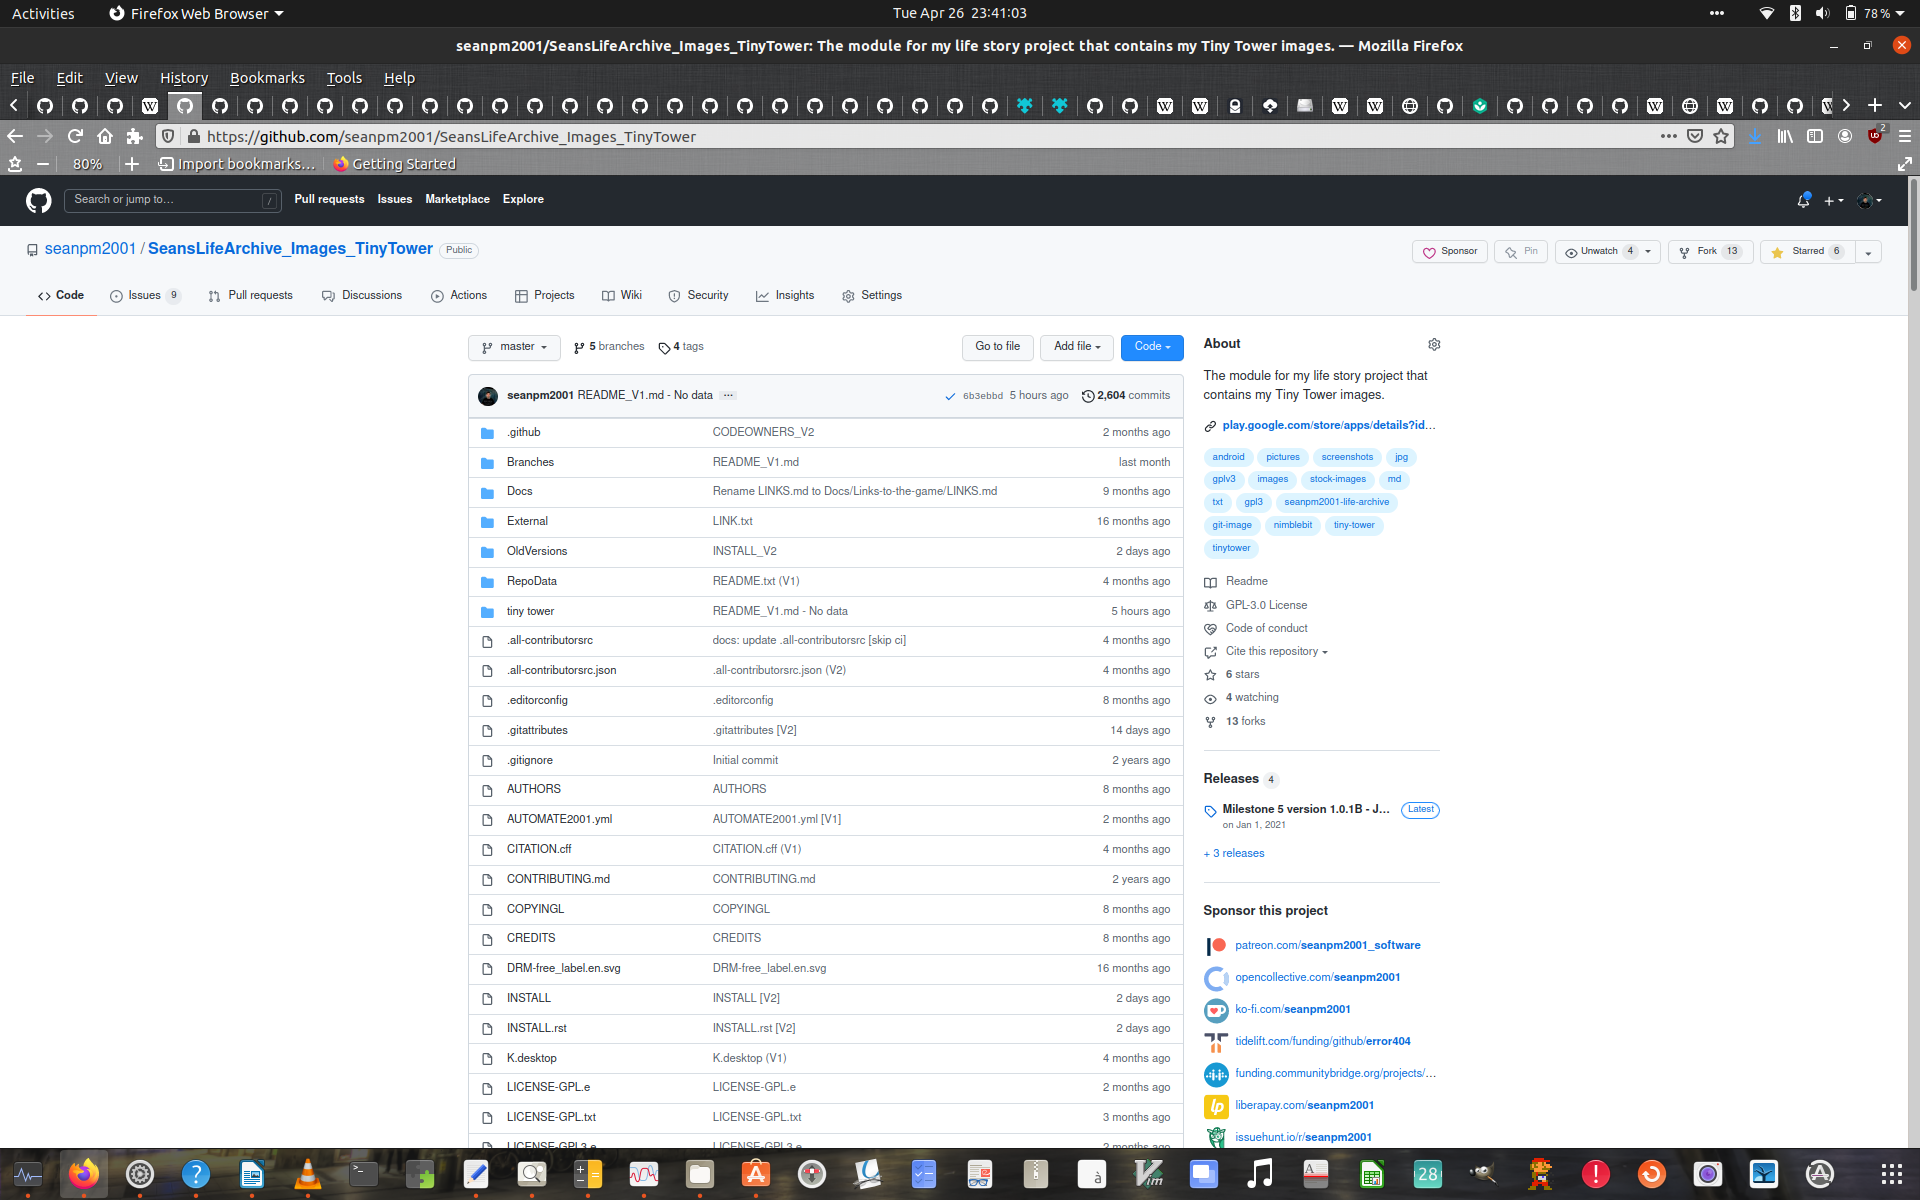 Activities Firefox Web Browser Tue Apr 26 23:41:03 78 %
seanpm2001/SeansLifeArchive_Images_TinyTower: The module for my life story project that contains my Tiny Tower images. — Mozilla Firefox
File Edit View History Bookmarks Tools Help
https://github.com/seanpm2001/SeansLifeArchive_Images_TinyTower 2
80% Import bookmarks... Getting Started
Search or jump to... / Pull requests Issues Marketplace Explore
seanpm2001 / SeansLifeArchive_Images_TinyTower Public Sponsor Pin Unwatch 4 Fork 13 Starred 6
Code Issues 9 Pull requests Discussions Actions Projects Wiki Security Insights Settings
master 5 branches 4 tags Go to file Add file Code
seanpm2001 README_V1.md - No data ... 6b3ebbd 5 hours ago 2,604 commits
.github CODEOWNERS_V2 2 months ago
Branches README_V1.md last month
Docs Rename LINKS.md to Docs/Links-to-the-game/LINKS.md 9 months ago
External LINK.txt 16 months ago
OldVersions INSTALL_V2 2 days ago
RepoData README.txt (V1) 4 months ago
tiny tower README_V1.md - No data 5 hours ago
.all-contributorsrc docs: update .all-contributorsrc [skip ci] 4 months ago
.all-contributorsrc.json .all-contributorsrc.json (V2) 4 months ago
.editorconfig .editorconfig 8 months ago
.gitattributes .gitattributes [V2] 14 days ago
.gitignore Initial commit 2 years ago
AUTHORS AUTHORS 8 months ago
AUTOMATE2001.yml AUTOMATE2001.yml [V1] 2 months ago
CITATION.cff CITATION.cff (V1) 4 months ago
CONTRIBUTING.md CONTRIBUTING.md 2 years ago
COPYINGL COPYINGL 8 months ago
CREDITS CREDITS 8 months ago
DRM-free_label.en.svg DRM-free_label.en.svg 16 months ago
INSTALL INSTALL [V2] 2 days ago
INSTALL.rst INSTALL.rst [V2] 2 days ago
K.desktop K.desktop (V1) 4 months ago
LICENSE-GPL.e LICENSE-GPL.e 2 months ago
LICENSE-GPL.txt LICENSE-GPL.txt 3 months ago
LICENSE-GPL3.e LICENSE-GPL3.e 2 months ago
About
The module for my life story project that
contains my Tiny Tower images.
play.google.com/store/apps/details?id...
android pictures screenshots jpg
gplv3 images stock-images md
txt gpl3 seanpm2001-life-archive
git-image nimblebit tiny-tower
tinytower
Readme
GPL-3.0 License
Code of conduct
Cite this repository
6 stars
4 watching
13 forks
Releases 4
Milestone 5 version 1.0.1B - J... Latest
on Jan 1, 2021
+ 3 releases
Sponsor this project
patreon.com/seanpm2001_software
opencollective.com/seanpm2001
ko-fi.com/seanpm2001
tidelift.com/funding/github/error404
funding.communitybridge.org/projects/...
liberapay.com/seanpm2001
issuehunt.io/r/seanpm2001
28